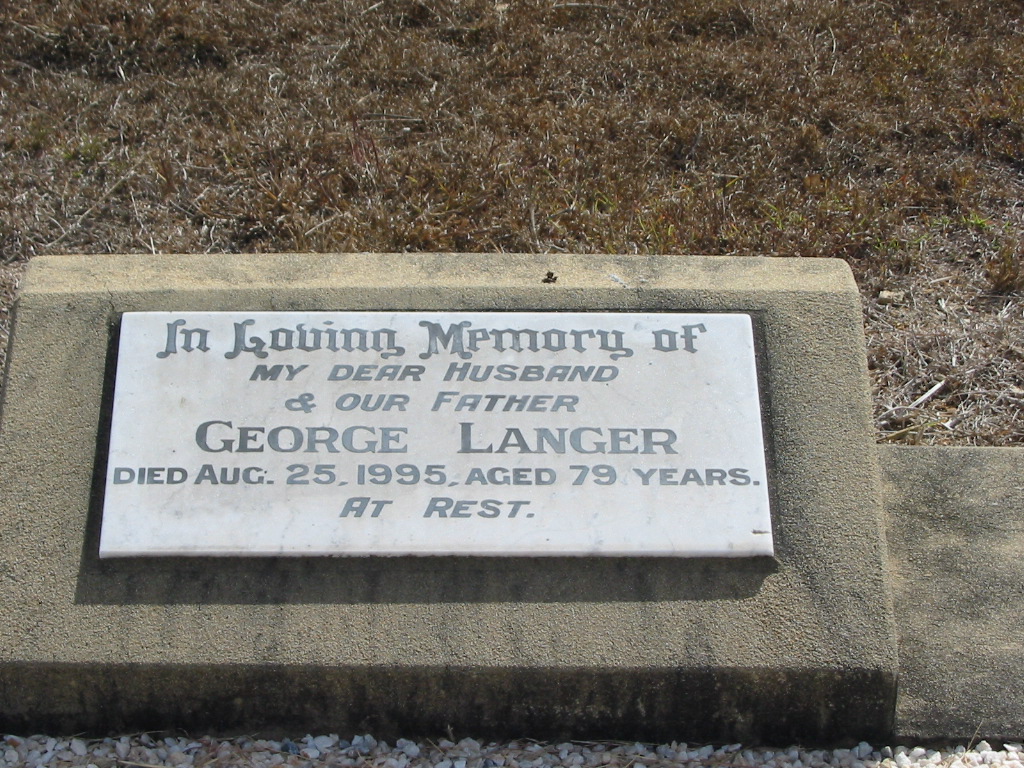 In Loving Memory of
MY DEAR HUSBAND
& OUR FATHER
GEORGE LANGER
DIED AUG. 25, 1995, AGED 79 YEARS.
AT REST.